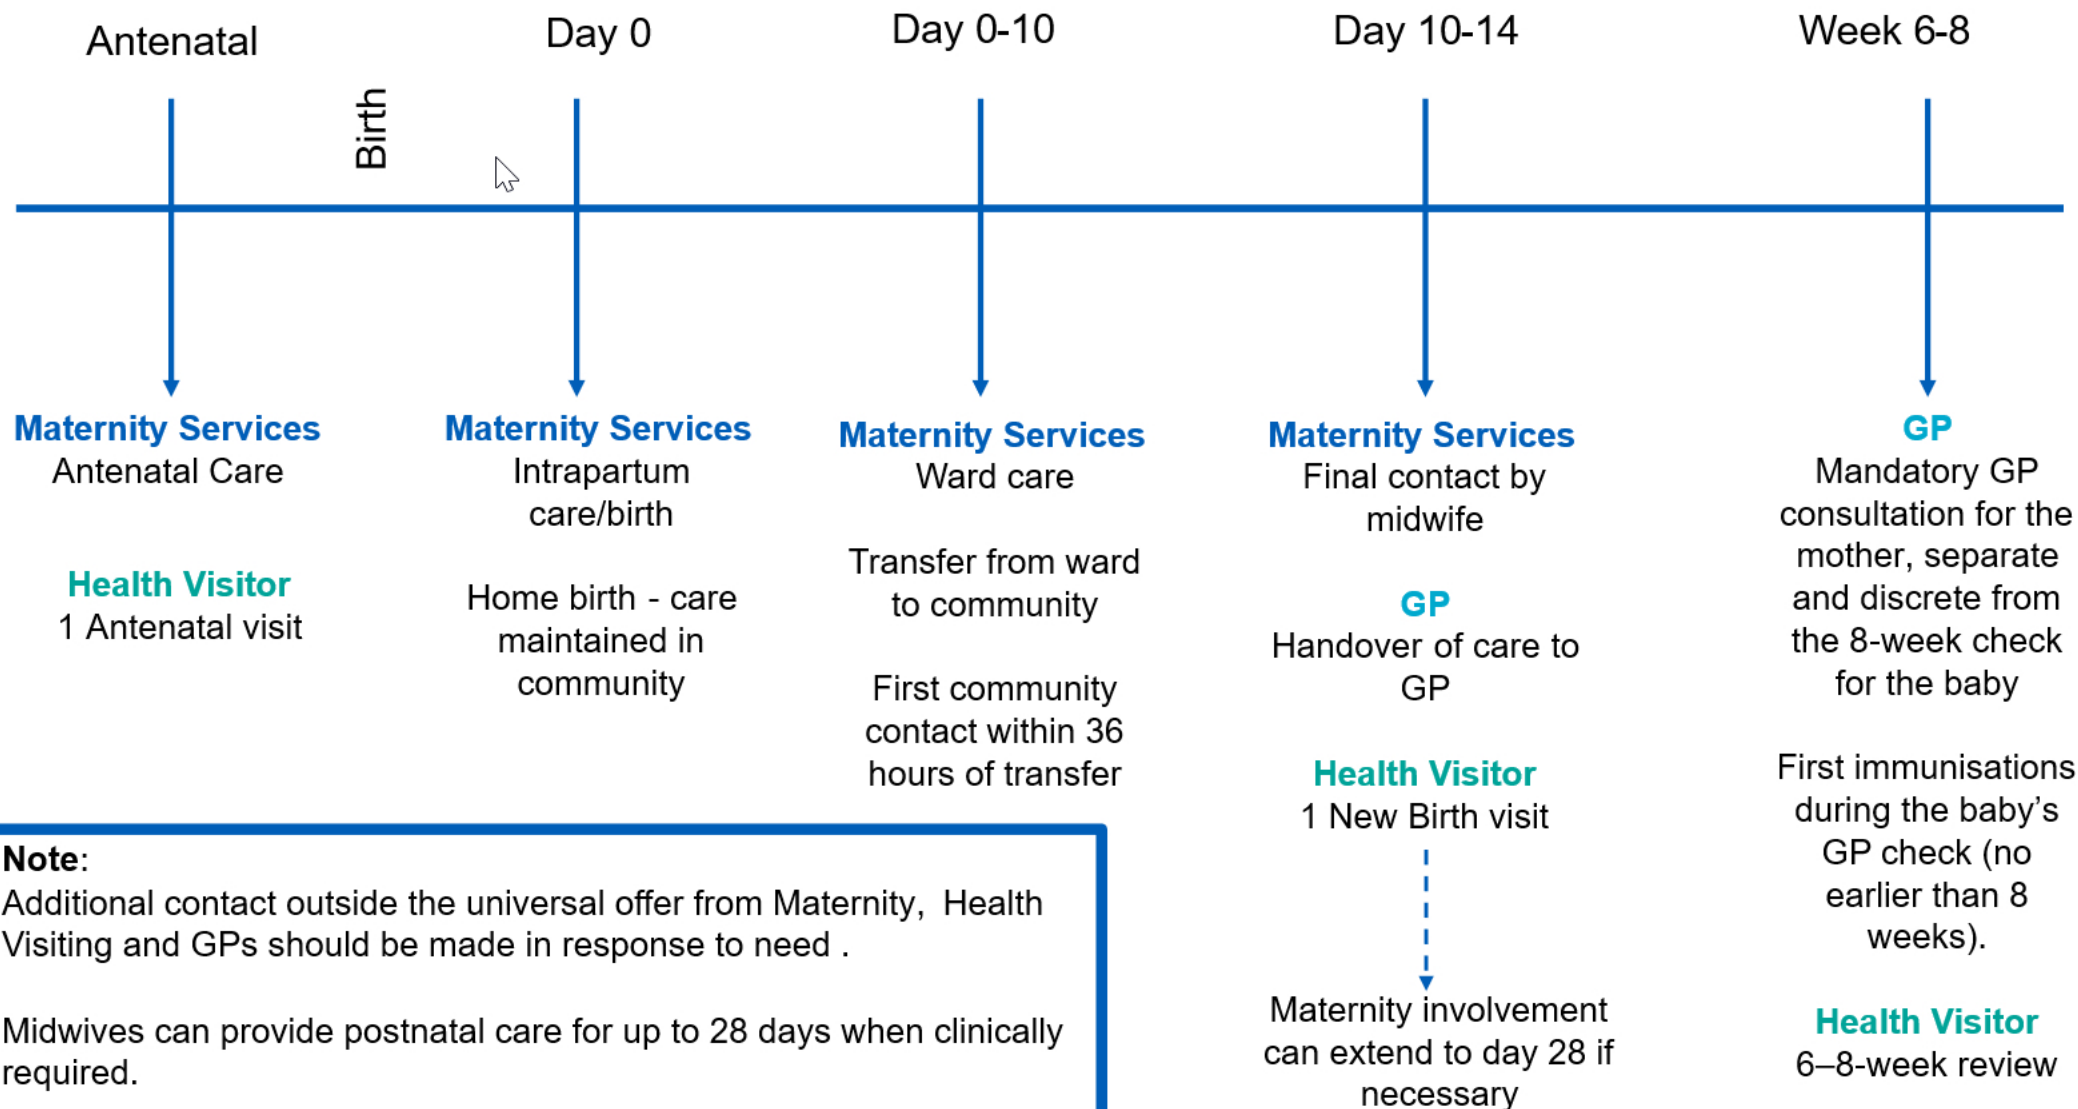 Antenatal
Birth
Day 0
Day 0-10
Day 10-14
Week 6-8
Maternity Services
Antenatal Care
Health Visitor
1 Antenatal visit
Maternity Services
Intrapartum
care/birth
Home birth - care
maintained in
community
Maternity Services
Ward care
Transfer from ward
to community
First community
contact within 36
hours of transfer
Maternity Services
Final contact by
midwife
GP
Handover of care to
GP
Health Visitor
1 New Birth visit
Maternity involvement
can extend to day 28 if
necessary
GP
Mandatory GP
consultation for the
mother, separate
and discrete from
the 8-week check
for the baby
First immunisations
during the baby’s
GP check (no
earlier than 8
weeks).
Health Visitor
6–8-week review
Note:
Additional contact outside the universal offer from Maternity,  Health
Visiting and GPs should be made in response to need .
Midwives can provide postnatal care for up to 28 days when clinically
required.